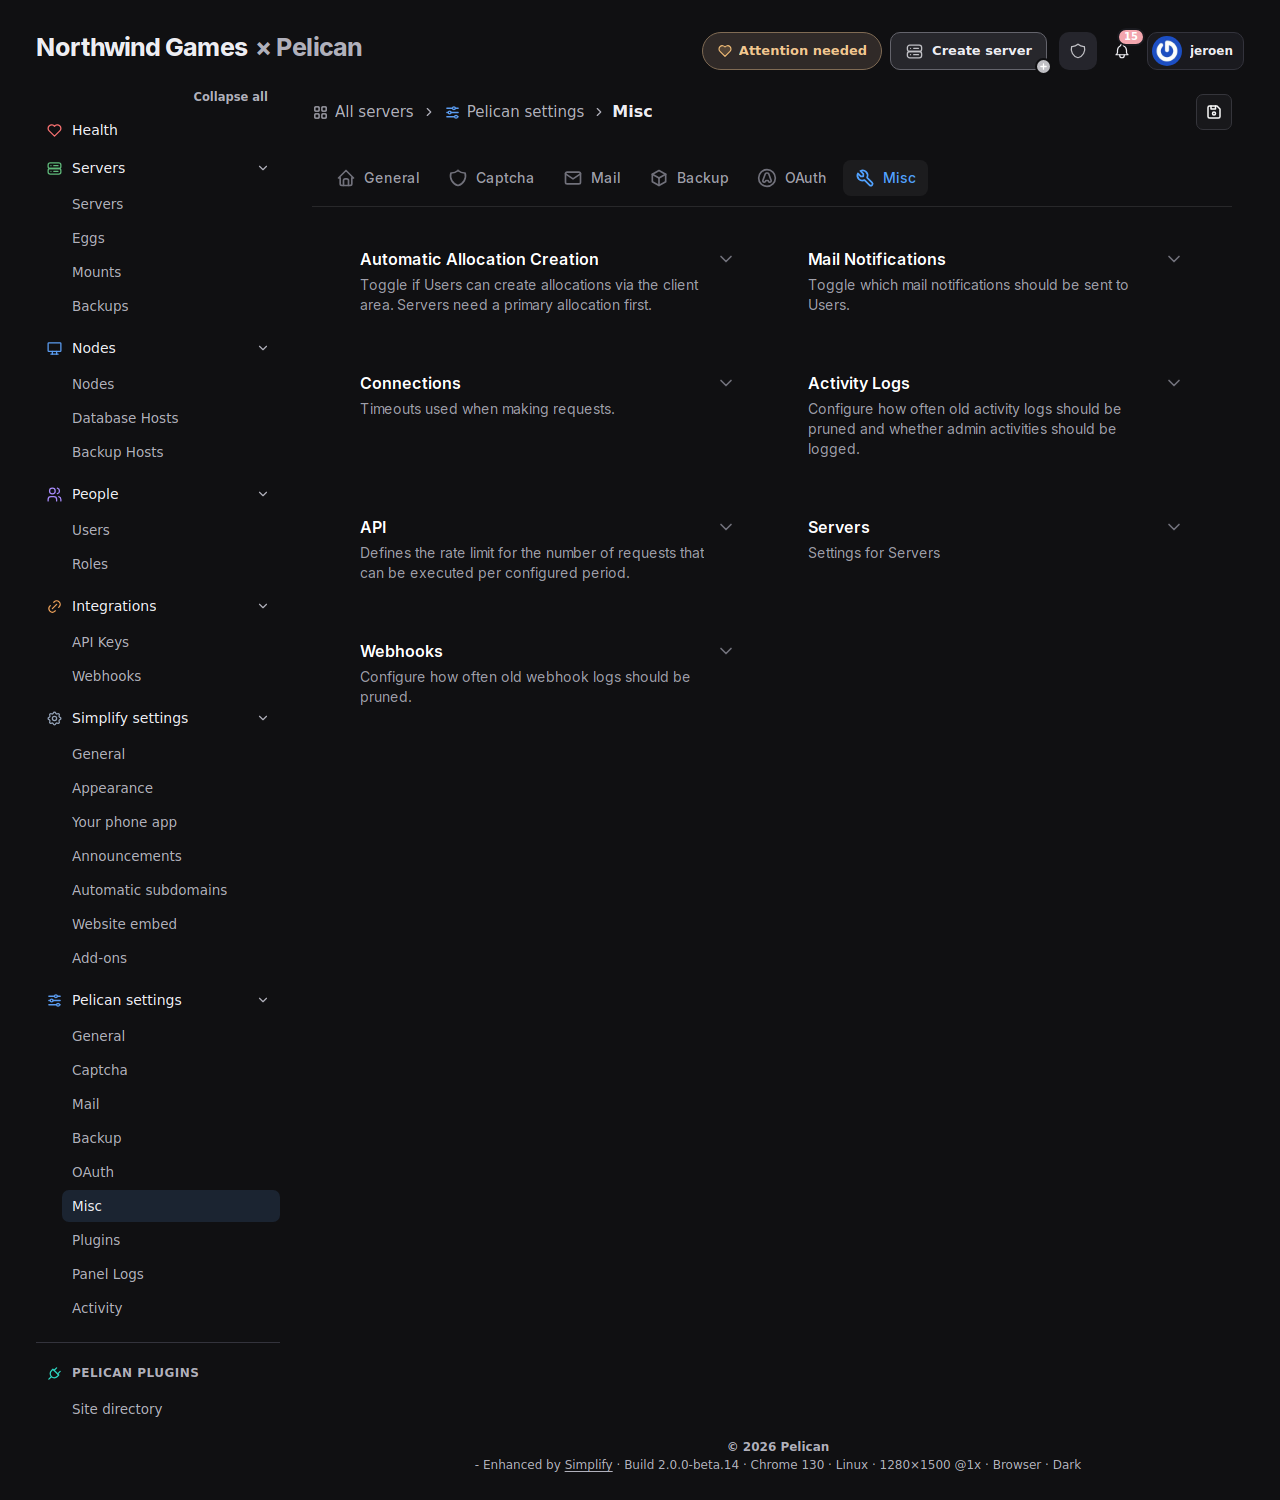 Northwind Games × Pelican
Attention needed
Create server
15
jeroen
Collapse all
Health
Servers
Servers
Eggs
Mounts
Backups
Nodes
Nodes
Database Hosts
Backup Hosts
People
Users
Roles
Integrations
API Keys
Webhooks
Simplify settings
General
Appearance
Your phone app
Announcements
Automatic subdomains
Website embed
Add-ons
Pelican settings
General
Captcha
Mail
Backup
OAuth
Misc
Plugins
Panel Logs
Activity
PELICAN PLUGINS
Site directory
All servers > Pelican settings > Misc
General Captcha Mail Backup OAuth Misc
Automatic Allocation Creation
Toggle if Users can create allocations via the client
area. Servers need a primary allocation first.
Mail Notifications
Toggle which mail notifications should be sent to
Users.
Connections
Timeouts used when making requests.
Activity Logs
Configure how often old activity logs should be
pruned and whether admin activities should be
logged.
API
Defines the rate limit for the number of requests that
can be executed per configured period.
Servers
Settings for Servers
Webhooks
Configure how often old webhook logs should be
pruned.
© 2026 Pelican
- Enhanced by Simplify · Build 2.0.0-beta.14 · Chrome 130 · Linux · 1280×1500 @1x · Browser · Dark